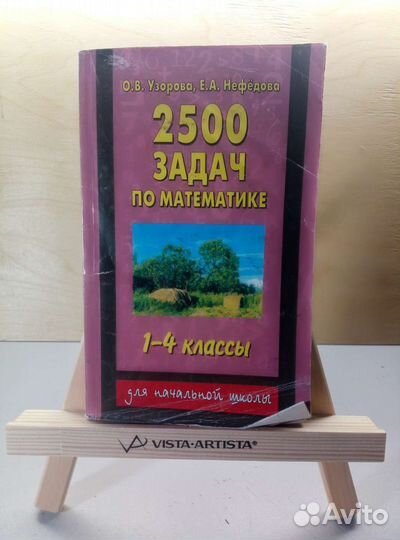 О.В. Узорова, Е.А. Нефёдова
2500
ЗАДАЧ
ПО МАТЕМАТИКЕ
1–4 классы
для начальной школы
VISTA-ARTISTA®
Avito